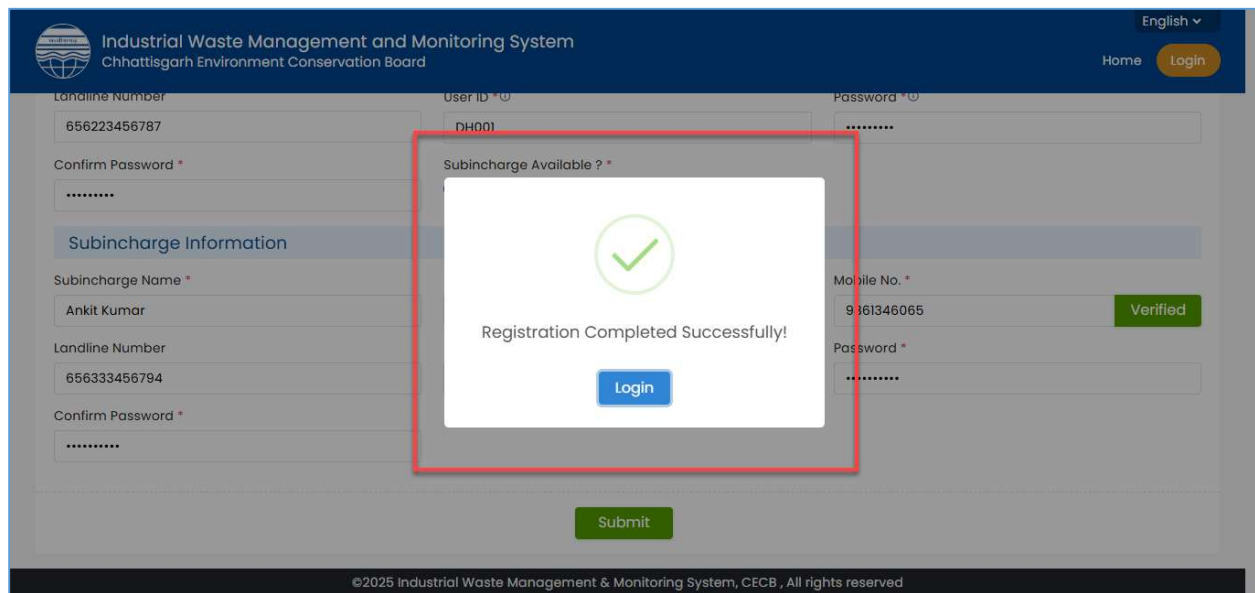 English
Industrial Waste Management and Monitoring System
Chhattisgarh Environment Conservation Board
Home Login
Landline Number User ID * Password *
656223456787 DH001 •••••••••
Confirm Password * Subincharge Available ? *
•••••••••
Subincharge Information
Subincharge Name * Mobile No. *
Ankit Kumar 9861346065 Verified
Registration Completed Successfully!
Landline Number Password *
656333456794 ••••••••••
Login
Confirm Password *
••••••••••
Submit
©2025 Industrial Waste Management & Monitoring System, CECB , All rights reserved